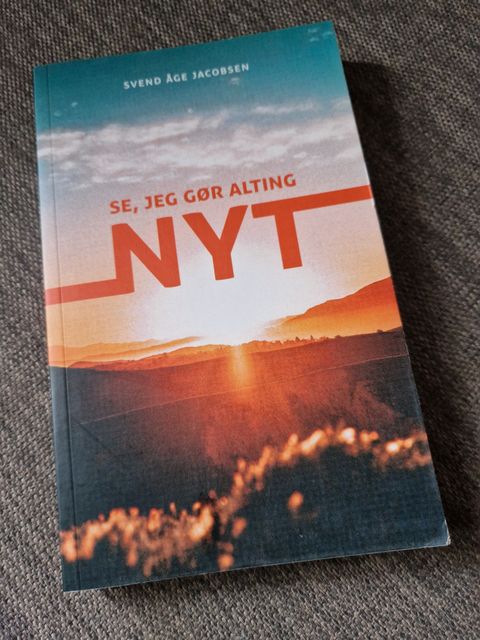 SVEND ÅGE JACOBSEN
SE, JEG GØR ALTING
NYT